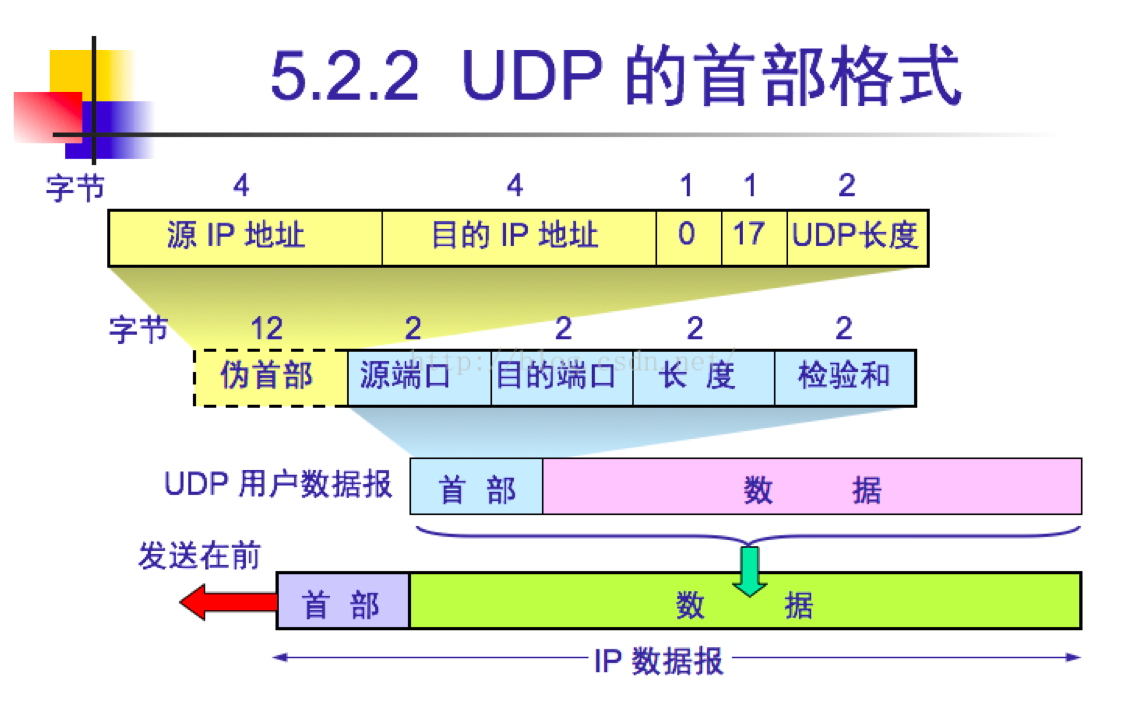 5.2.2 UDP 的首部格式
字节 4 4 1 1 2
源 IP 地址 目的 IP 地址 0 17 UDP长度
字节 12 2 2 2 2
http://blog.csdn.net/
伪首部 源端口 目的端口 长 度 检验和
UDP 用户数据报 首 部 数 据
发送在前
首 部 数 据
IP 数据报